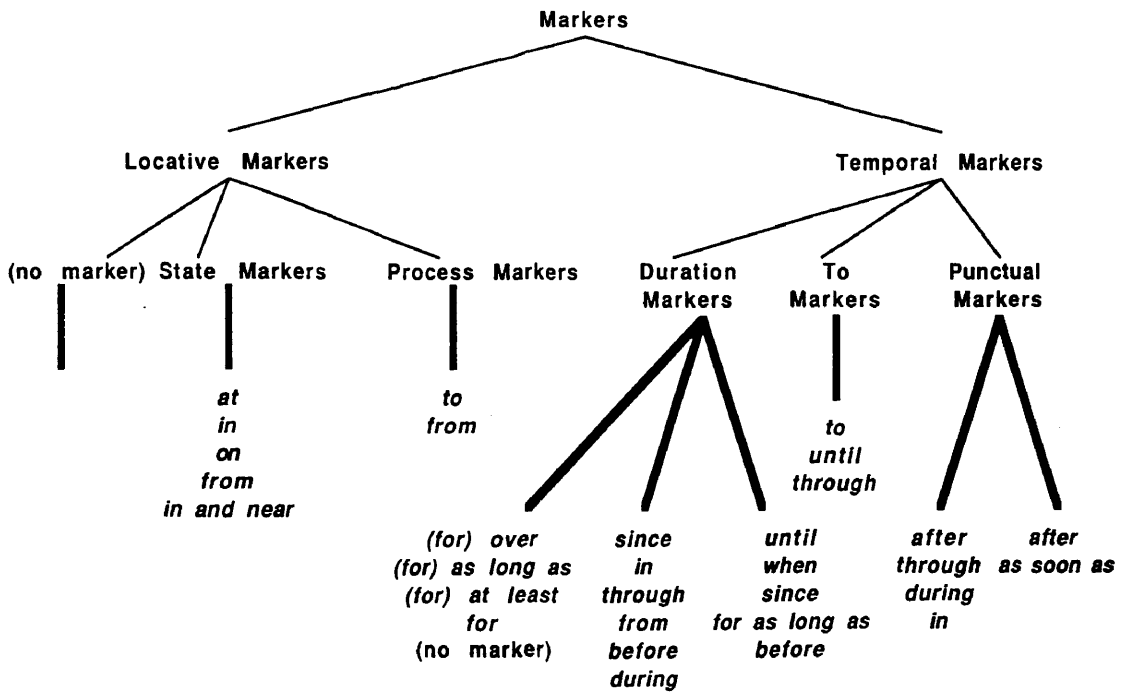 Markers
Locative Markers
Temporal Markers
(no marker)
State Markers
Process Markers
Duration
Markers
To
Markers
Punctual
Markers
at
in
on
from
in and near
to
from
to
until
through
(for) over
(for) as long as
(for) at least
for
(no marker)
since
in
through
from
before
during
until
when
since
for as long as
before
after
through
during
in
after
as soon as